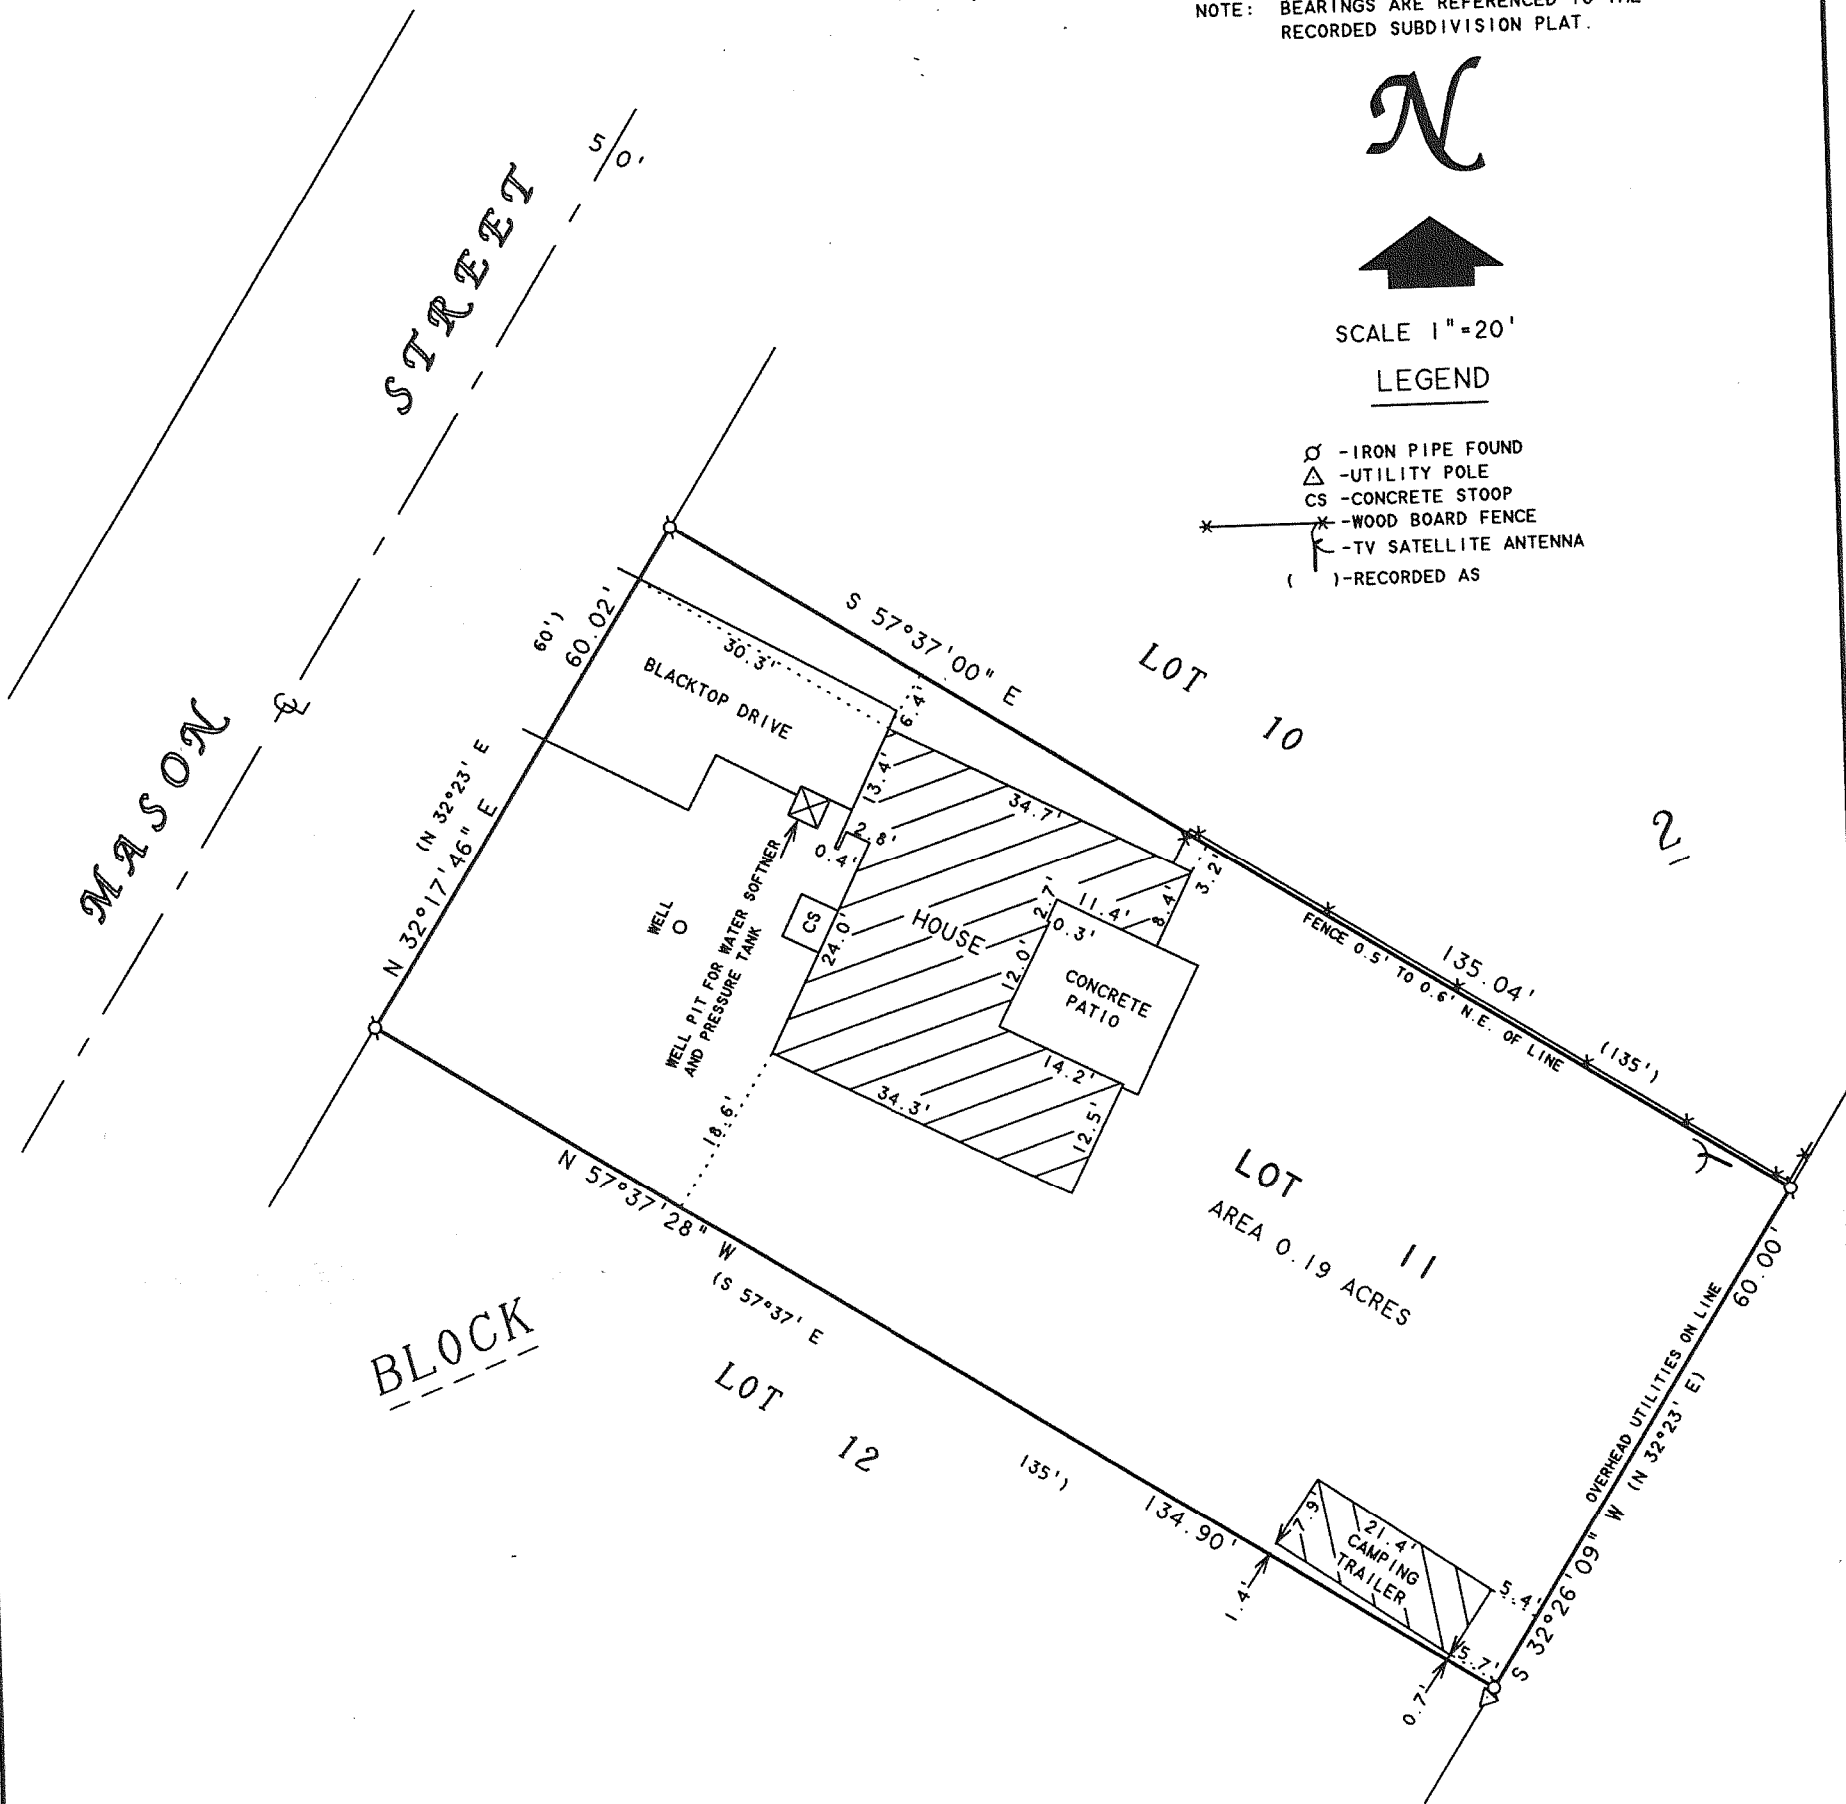 NOTE: BEARINGS ARE REFERENCED TO THE
RECORDED SUBDIVISION PLAT.
N
SCALE 1"=20'
LEGEND
-IRON PIPE FOUND
-UTILITY POLE
CS -CONCRETE STOOP
-WOOD BOARD FENCE
-TV SATELLITE ANTENNA
( )-RECORDED AS
50'
MASON STREET
℄
60')
60.02'
(N 32°23' E
N 32°17'46" E
S 57°37'00" E
LOT 10
2
135.04'
(135')
FENCE 0.5' TO 0.6' N.E. OF LINE
30.3'
BLACKTOP DRIVE
6.4'
13.4'
34.7'
2.8'
0.4'
3.2'
8.4'
11.4'
2.7'
0.3'
HOUSE
CS
24.0'
12.0'
CONCRETE
PATIO
14.2'
12.5'
34.3'
18.6'
WELL
WELL PIT FOR WATER SOFTNER
AND PRESSURE TANK
LOT 11
AREA 0.19 ACRES
60.00'
OVERHEAD UTILITIES ON LINE
S 32°26'09" W (N 32°23' E)
N 57°37'28" W
(S 57°37' E
135')
134.90'
BLOCK
LOT 12
7.9'
21.4'
CAMPING
TRAILER
5.4'
5.7'
1.4'
0.7'